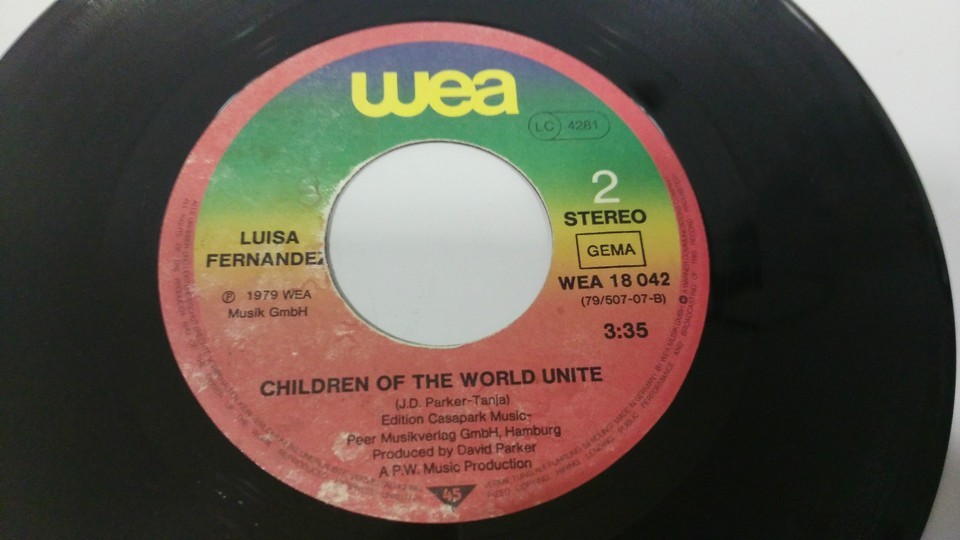 wea
LC 4281
2
STEREO
GEMA
WEA 18 042
(79/507-07-B)
3:35
LUISA
FERNANDEZ
℗ 1979 WEA
Musik GmbH
CHILDREN OF THE WORLD UNITE
(J.D. Parker-Tanja)
Edition Casapark Music-
Peer Musikverlag GmbH, Hamburg
Produced by David Parker
A P.W. Music Production
45